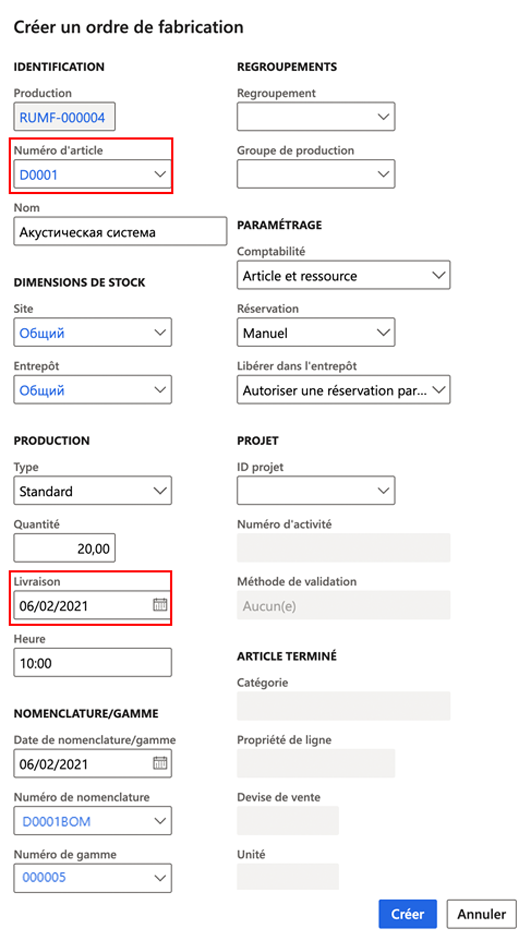 Créer un ordre de fabrication
IDENTIFICATION
Production
RUMF-000004
Numéro d'article
D0001
Nom
Акустическая система
DIMENSIONS DE STOCK
Site
Общий
Entrepôt
Общий
PRODUCTION
Type
Standard
Quantité
20,00
Livraison
06/02/2021
Heure
10:00
NOMENCLATURE/GAMME
Date de nomenclature/gamme
06/02/2021
Numéro de nomenclature
D0001BOM
Numéro de gamme
000005
REGROUPEMENTS
Regroupement
Groupe de production
PARAMÉTRAGE
Comptabilité
Article et ressource
Réservation
Manuel
Libérer dans l'entrepôt
Autoriser une réservation par...
PROJET
ID projet
Numéro d'activité
Méthode de validation
Aucun(e)
ARTICLE TERMINÉ
Catégorie
Propriété de ligne
Devise de vente
Unité
Créer
Annuler